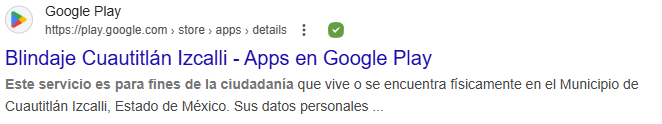 Google Play
https://play.google.com › store › apps › details
Blindaje Cuautitlán Izcalli - Apps en Google Play
Este servicio es para fines de la ciudadanía que vive o se encuentra físicamente en el Municipio de
Cuautitlán Izcalli, Estado de México. Sus datos personales ...